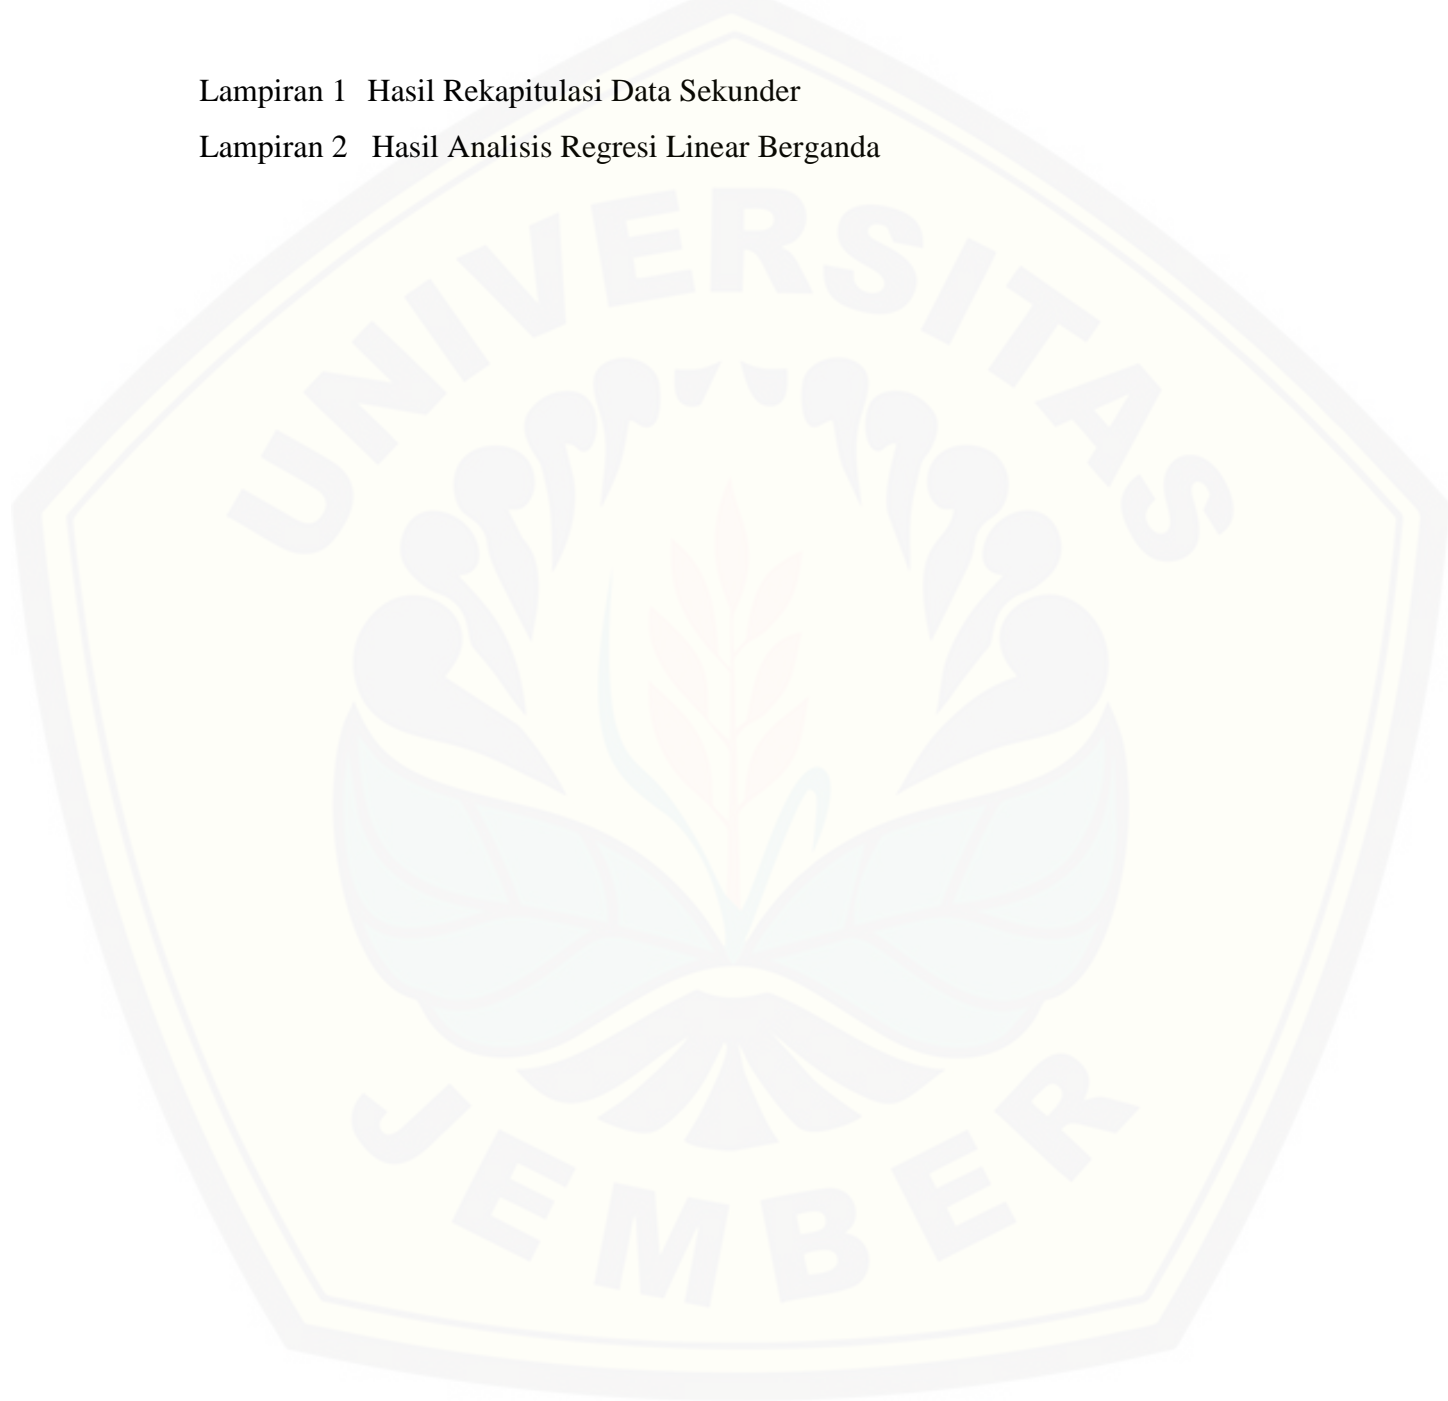 Lampiran 1 Hasil Rekapitulasi Data Sekunder
Lampiran 2 Hasil Analisis Regresi Linear Berganda
UNIVERSITAS
JEMBER